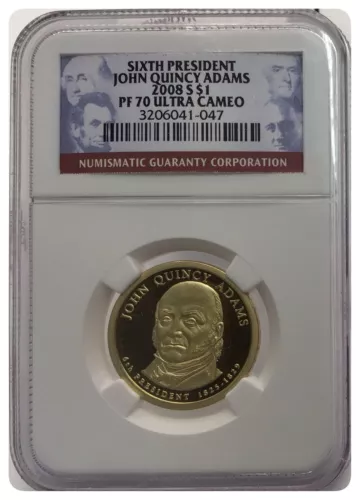 SIXTH PRESIDENT
JOHN QUINCY ADAMS
2008 S $1
PF 70 ULTRA CAMEO
3206041-047
NUMISMATIC GUARANTY CORPORATION
JOHN QUINCY ADAMS
6th PRESIDENT 1825-1829